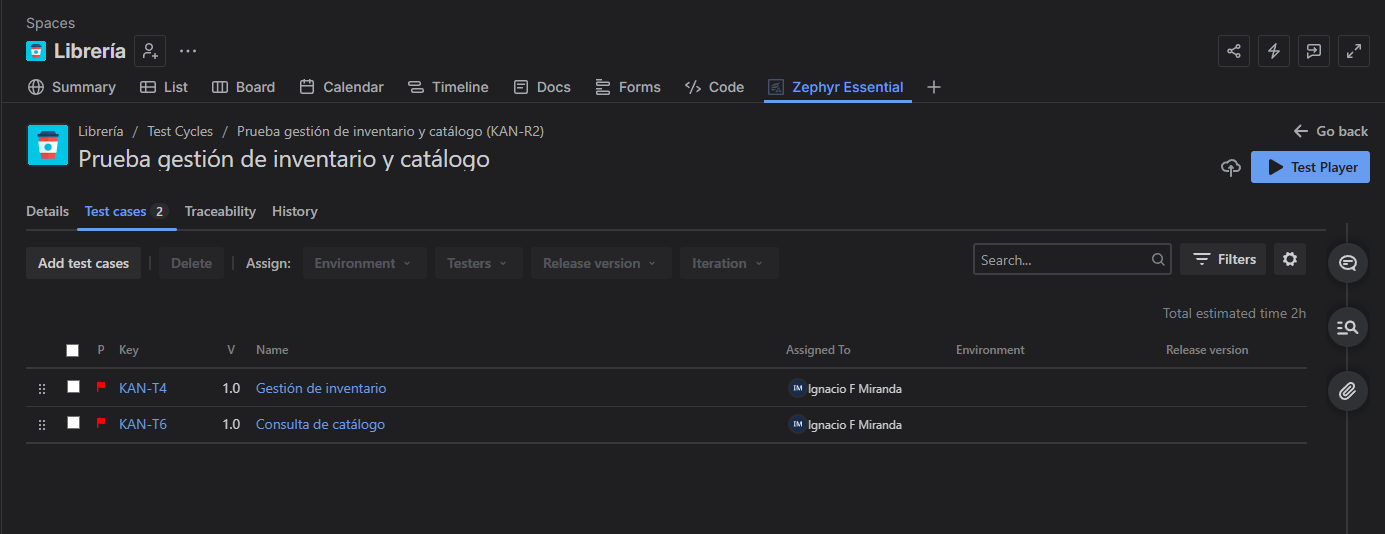 Spaces
Librería
Summary List Board Calendar Timeline Docs Forms Code Zephyr Essential
Librería / Test Cycles / Prueba gestión de inventario y catálogo (KAN-R2)
Go back
Prueba gestión de inventario y catálogo
Test Player
Details Test cases 2 Traceability History
Add test cases Delete Assign: Environment Testers Release version Iteration Search... Filters
Total estimated time 2h
P Key V Name Assigned To Environment Release version
KAN-T4 1.0 Gestión de inventario IM Ignacio F Miranda
KAN-T6 1.0 Consulta de catálogo IM Ignacio F Miranda